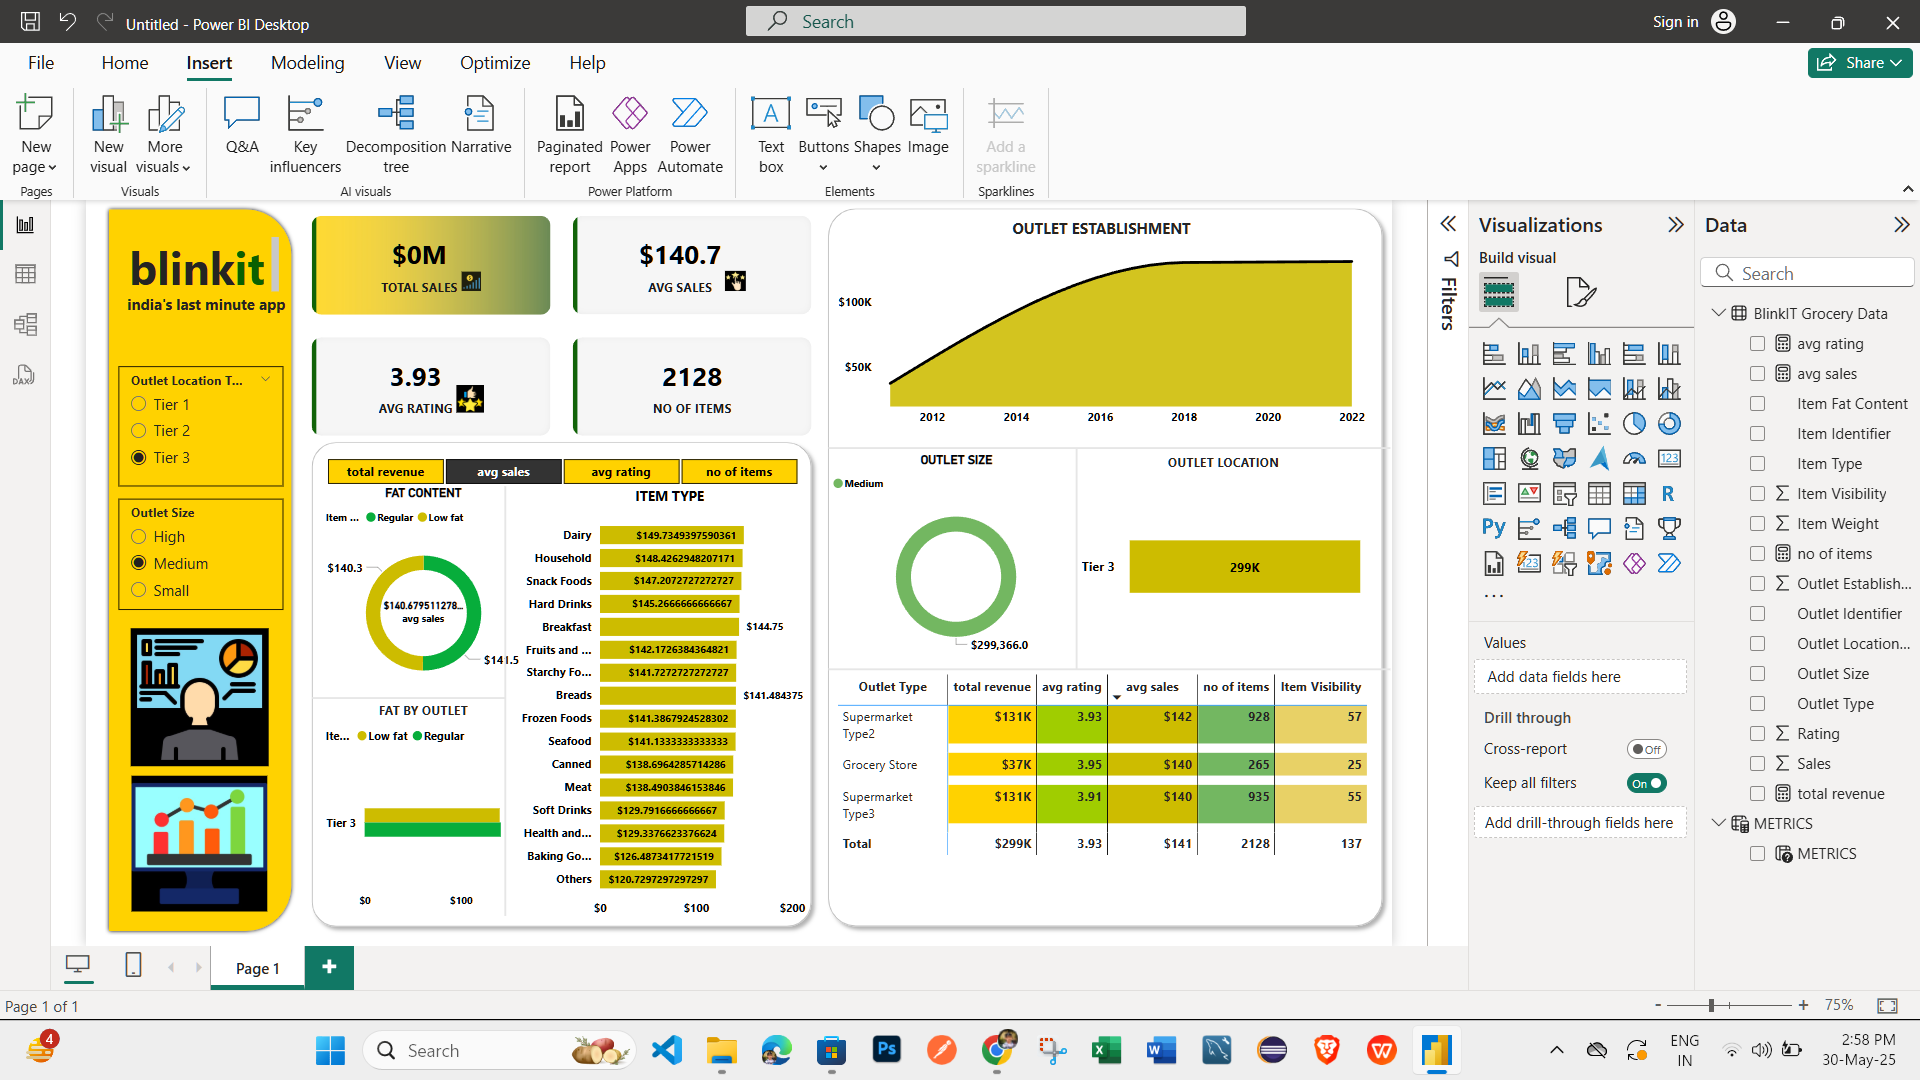 Untitled - Power BI Desktop
Search
Sign in
File Home Insert Modeling View Optimize Help
Share
New page
New visual
More visuals
Q&A
Key influencers
Decomposition tree
Narrative
Paginated report
Power Apps
Power Automate
Text box
Buttons
Shapes
Image
Add a sparkline
Pages
Visuals
AI visuals
Power Platform
Elements
Sparklines
DAX
blinkit
india's last minute app
Outlet Location T...
Tier 1
Tier 2
Tier 3
Outlet Size
High
Medium
Small
$0M
TOTAL SALES
$140.7
AVG SALES
3.93
AVG RATING
2128
NO OF ITEMS
total revenue avg sales avg rating no of items
FAT CONTENT
Item ... Regular Low fat
$140.3
$140.679511278...
avg sales
$141.5
FAT BY OUTLET
Ite... Low fat Regular
Tier 3
$0 $100
ITEM TYPE
Dairy $149.7349397590361
Household $148.4262948207171
Snack Foods $147.2072727272727
Hard Drinks $145.2666666666667
Breakfast $144.75
Fruits and ... $142.1726384364821
Starchy Fo... $141.7272727272727
Breads $141.484375
Frozen Foods $141.3867924528302
Seafood $141.1333333333333
Canned $138.6964285714286
Meat $138.4903846153846
Soft Drinks $129.7916666666667
Health and... $129.3376623376624
Baking Go... $126.4873417721519
Others $120.7297297297297
$0 $100 $200
OUTLET ESTABLISHMENT
$100K
$50K
2012 2014 2016 2018 2020 2022
OUTLET SIZE
Medium
$299,366.0
OUTLET LOCATION
Tier 3 299K
Outlet Type total revenue avg rating avg sales no of items Item Visibility
Supermarket Type2 $131K 3.93 $142 928 57
Grocery Store $37K 3.95 $140 265 25
Supermarket Type3 $131K 3.91 $140 935 55
Total $299K 3.93 $141 2128 137
Filters
Visualizations
Build visual
123
R
Py
123
...
Values
Add data fields here
Drill through
Cross-report Off
Keep all filters On
Add drill-through fields here
Data
Search
BlinkIT Grocery Data
avg rating
avg sales
Item Fat Content
Item Identifier
Item Type
Item Visibility
Item Weight
no of items
Outlet Establish...
Outlet Identifier
Outlet Location...
Outlet Size
Outlet Type
Rating
Sales
total revenue
METRICS
METRICS
Page 1
Page 1 of 1
- + 75%
4
Search
Ps
ENG
IN
2:58 PM
30-May-25